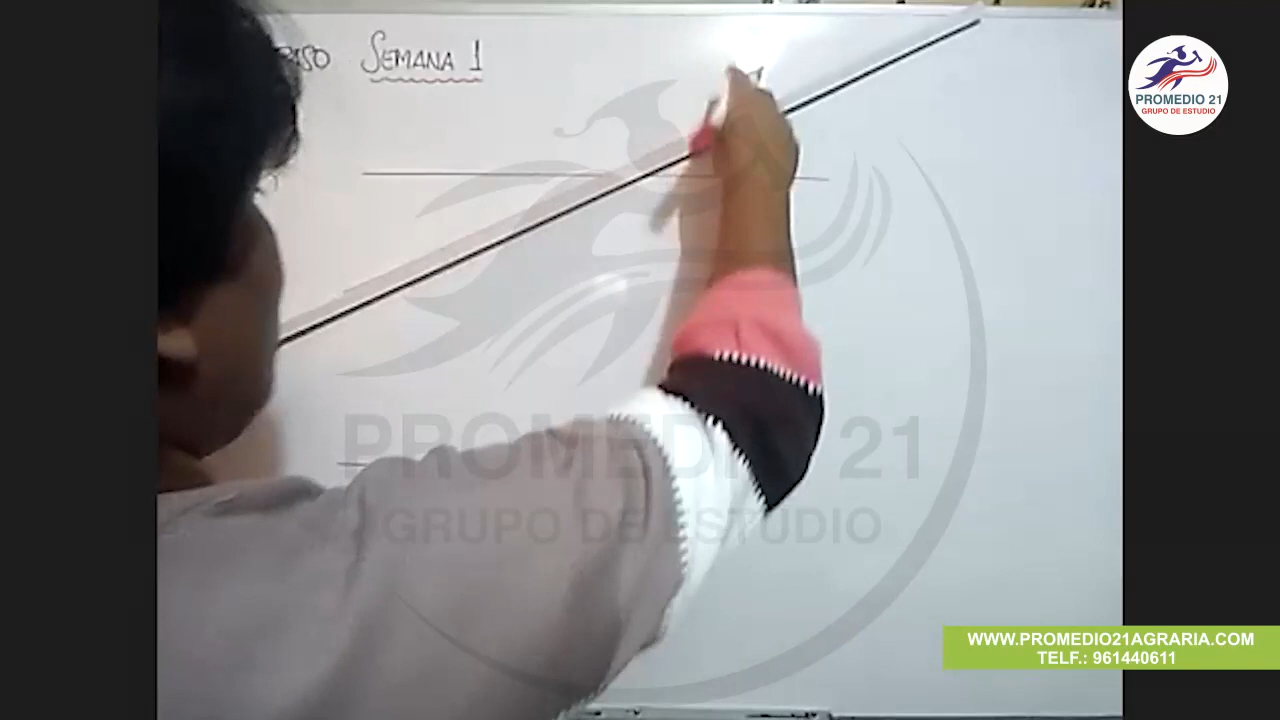 SEMANA 1
PROMEDIO 21
GRUPO DE ESTUDIO
PROMEDIO 21
GRUPO DE ESTUDIO
WWW.PROMEDIO21AGRARIA.COM
TELF.: 961440611